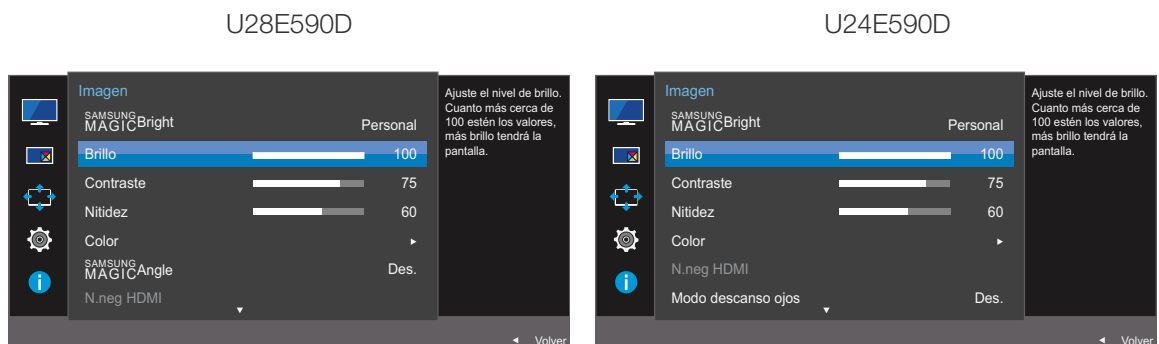 U28E590D
Imagen
SAMSUNG MAGICBright Personal
Brillo 100
Contraste 75
Nitidez 60
Color
SAMSUNG MAGICAngle Des.
N.neg HDMI
Ajuste el nivel de brillo.
Cuanto más cerca de
100 estén los valores,
más brillo tendrá la
pantalla.
Volver
U24E590D
Imagen
SAMSUNG MAGICBright Personal
Brillo 100
Contraste 75
Nitidez 60
Color
N.neg HDMI
Modo descanso ojos Des.
Ajuste el nivel de brillo.
Cuanto más cerca de
100 estén los valores,
más brillo tendrá la
pantalla.
Volver